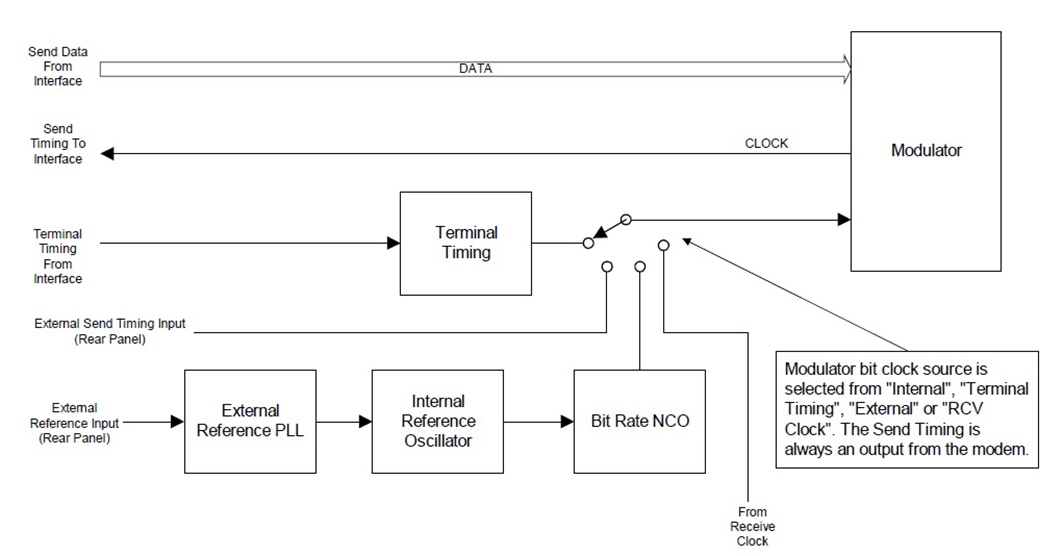 Send Data
From
Interface
DATA
Send
Timing To
Interface
CLOCK
Modulator
Terminal
Timing
From
Interface
Terminal
Timing
External Send Timing Input
(Rear Panel)
External
Reference Input
(Rear Panel)
External
Reference PLL
Internal
Reference
Oscillator
Bit Rate NCO
Modulator bit clock source is
selected from "Internal", "Terminal
Timing", "External" or "RCV
Clock". The Send Timing is
always an output from the modem.
From
Receive
Clock